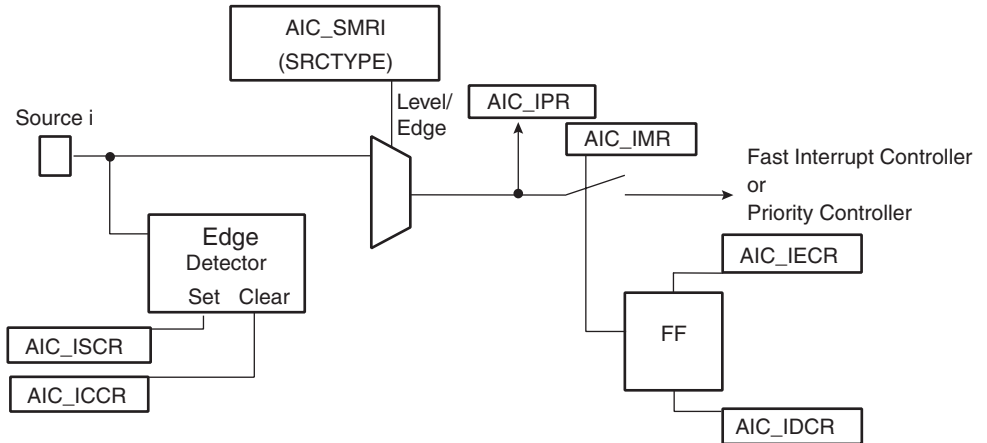 AIC_SMRI
(SRCTYPE)
Source i
Level/
Edge
AIC_IPR
AIC_IMR
Fast Interrupt Controller
or
Priority Controller
Edge
Detector
Set Clear
AIC_IECR
FF
AIC_ISCR
AIC_ICCR
AIC_IDCR